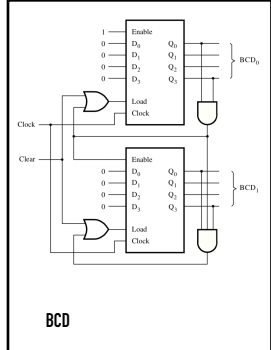 1 Enable
0 D0 Q0
0 D1 Q1
0 D2 Q2
0 D3 Q3
BCD0
Load
Clock
Clock
Clear
Enable
0 D0 Q0
0 D1 Q1
0 D2 Q2
0 D3 Q3
BCD1
Load
Clock
BCD